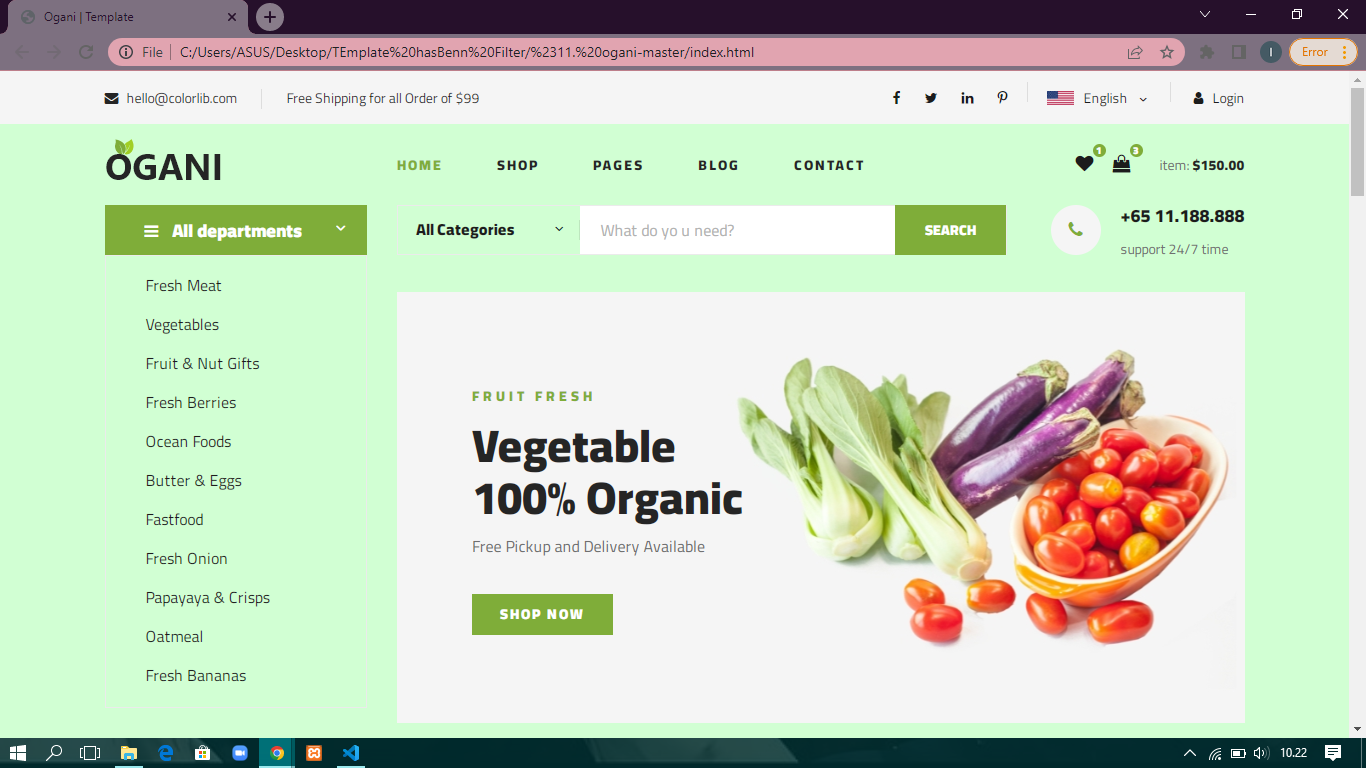 Ogani | Template
File
C:/Users/ASUS/Desktop/TEmplate%20hasBenn%20Filter/%2311.%20ogani-master/index.html
I
Error
hello@colorlib.com
Free Shipping for all Order of $99
English
Login
OGANI
HOME
SHOP
PAGES
BLOG
CONTACT
1
3
item: $150.00
All departments
All Categories
What do yo u need?
SEARCH
+65 11.188.888
support 24/7 time
Fresh Meat
Vegetables
Fruit & Nut Gifts
Fresh Berries
Ocean Foods
Butter & Eggs
Fastfood
Fresh Onion
Papayaya & Crisps
Oatmeal
Fresh Bananas
FRUIT FRESH
Vegetable
100% Organic
Free Pickup and Delivery Available
SHOP NOW
10.22